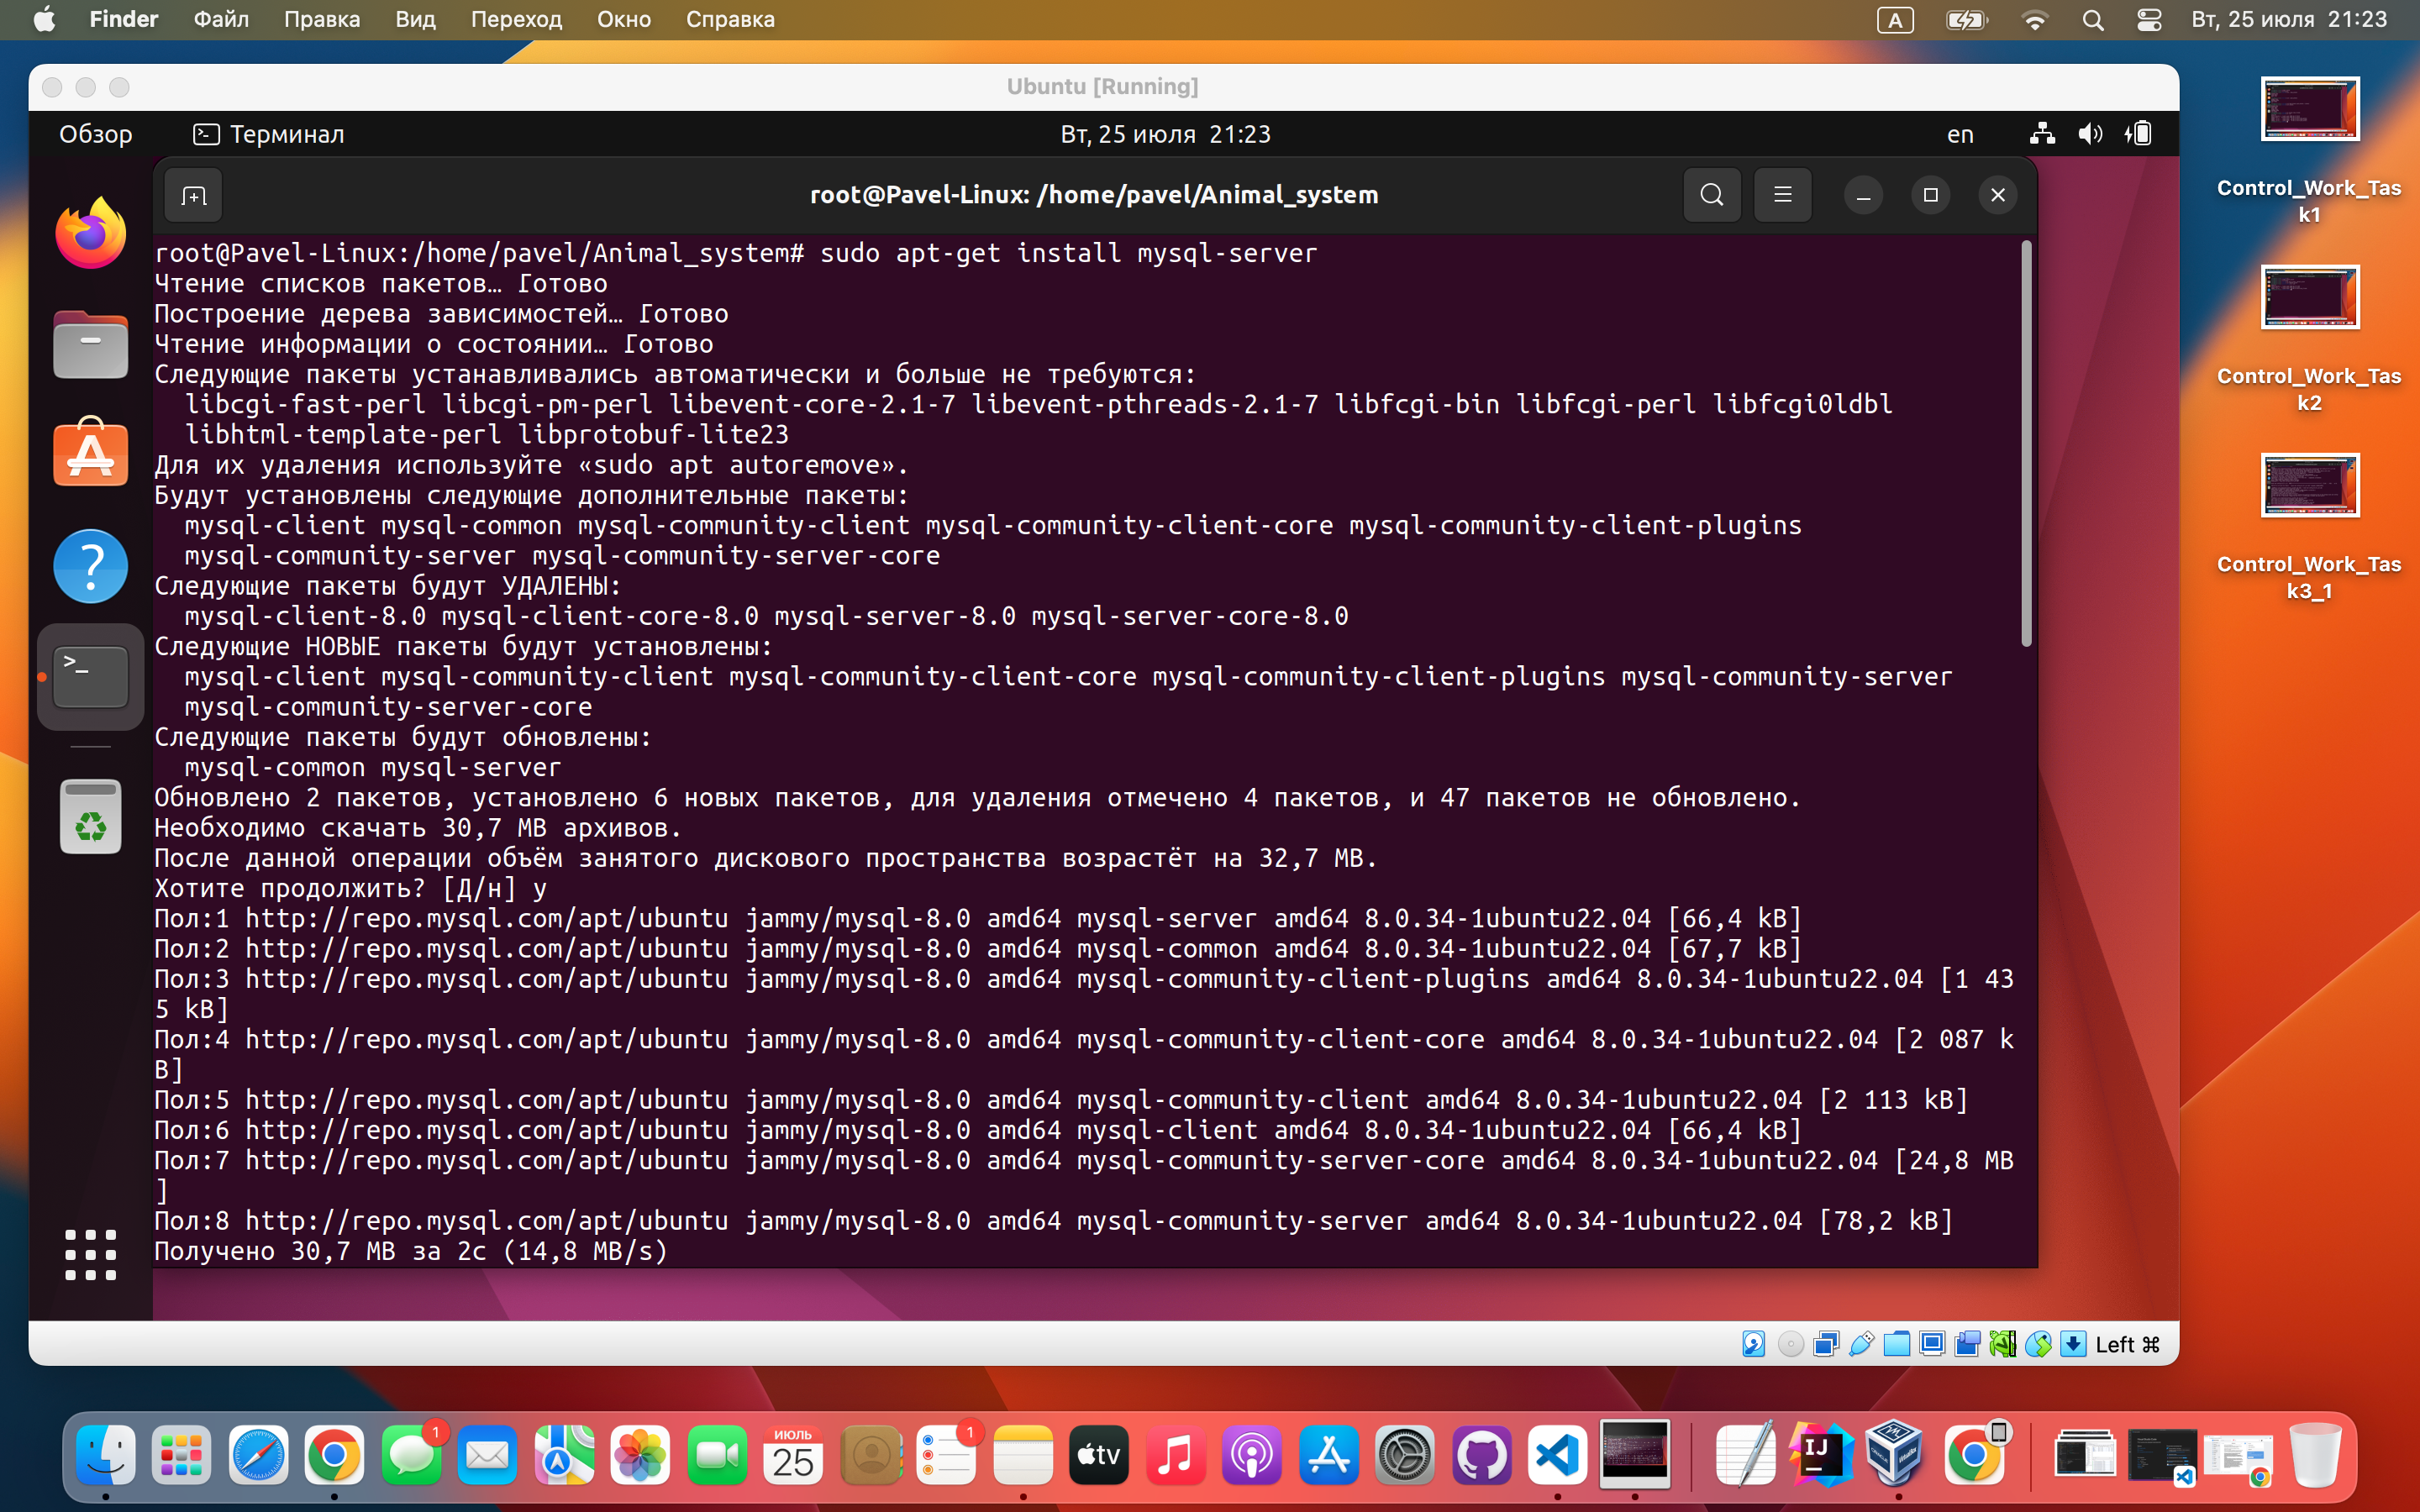 Finder Файл Правка Вид Переход Окно Справка A Вт, 25 июля 21:23
Ubuntu [Running]
Обзор Терминал Вт, 25 июля 21:23 en
root@Pavel-Linux: /home/pavel/Animal_system
root@Pavel-Linux:/home/pavel/Animal_system# sudo apt-get install mysql-server
Чтение списков пакетов… Готово
Построение дерева зависимостей… Готово
Чтение информации о состоянии… Готово
Следующие пакеты устанавливались автоматически и больше не требуются:
libcgi-fast-perl libcgi-pm-perl libevent-core-2.1-7 libevent-pthreads-2.1-7 libfcgi-bin libfcgi-perl libfcgi0ldbl
libhtml-template-perl libprotobuf-lite23
Для их удаления используйте «sudo apt autoremove».
Будут установлены следующие дополнительные пакеты:
mysql-client mysql-common mysql-community-client mysql-community-client-core mysql-community-client-plugins
mysql-community-server mysql-community-server-core
Следующие пакеты будут УДАЛЕНЫ:
mysql-client-8.0 mysql-client-core-8.0 mysql-server-8.0 mysql-server-core-8.0
Следующие НОВЫЕ пакеты будут установлены:
mysql-client mysql-community-client mysql-community-client-core mysql-community-client-plugins mysql-community-server
mysql-community-server-core
Следующие пакеты будут обновлены:
mysql-common mysql-server
Обновлено 2 пакетов, установлено 6 новых пакетов, для удаления отмечено 4 пакетов, и 47 пакетов не обновлено.
Необходимо скачать 30,7 MB архивов.
После данной операции объём занятого дискового пространства возрастёт на 32,7 MB.
Хотите продолжить? [Д/н] y
Пол:1 http://repo.mysql.com/apt/ubuntu jammy/mysql-8.0 amd64 mysql-server amd64 8.0.34-1ubuntu22.04 [66,4 kB]
Пол:2 http://repo.mysql.com/apt/ubuntu jammy/mysql-8.0 amd64 mysql-common amd64 8.0.34-1ubuntu22.04 [67,7 kB]
Пол:3 http://repo.mysql.com/apt/ubuntu jammy/mysql-8.0 amd64 mysql-community-client-plugins amd64 8.0.34-1ubuntu22.04 [1 43
5 kB]
Пол:4 http://repo.mysql.com/apt/ubuntu jammy/mysql-8.0 amd64 mysql-community-client-core amd64 8.0.34-1ubuntu22.04 [2 087 k
B]
Пол:5 http://repo.mysql.com/apt/ubuntu jammy/mysql-8.0 amd64 mysql-community-client amd64 8.0.34-1ubuntu22.04 [2 113 kB]
Пол:6 http://repo.mysql.com/apt/ubuntu jammy/mysql-8.0 amd64 mysql-client amd64 8.0.34-1ubuntu22.04 [66,4 kB]
Пол:7 http://repo.mysql.com/apt/ubuntu jammy/mysql-8.0 amd64 mysql-community-server-core amd64 8.0.34-1ubuntu22.04 [24,8 MB
]
Пол:8 http://repo.mysql.com/apt/ubuntu jammy/mysql-8.0 amd64 mysql-community-server amd64 8.0.34-1ubuntu22.04 [78,2 kB]
Получено 30,7 MB за 2с (14,8 MB/s)
Control_Work_Tas
k1
Control_Work_Tas
k2
Control_Work_Tas
k3_1
Left ⌘
1
ИЮЛЬ
25
1
tv
IJ